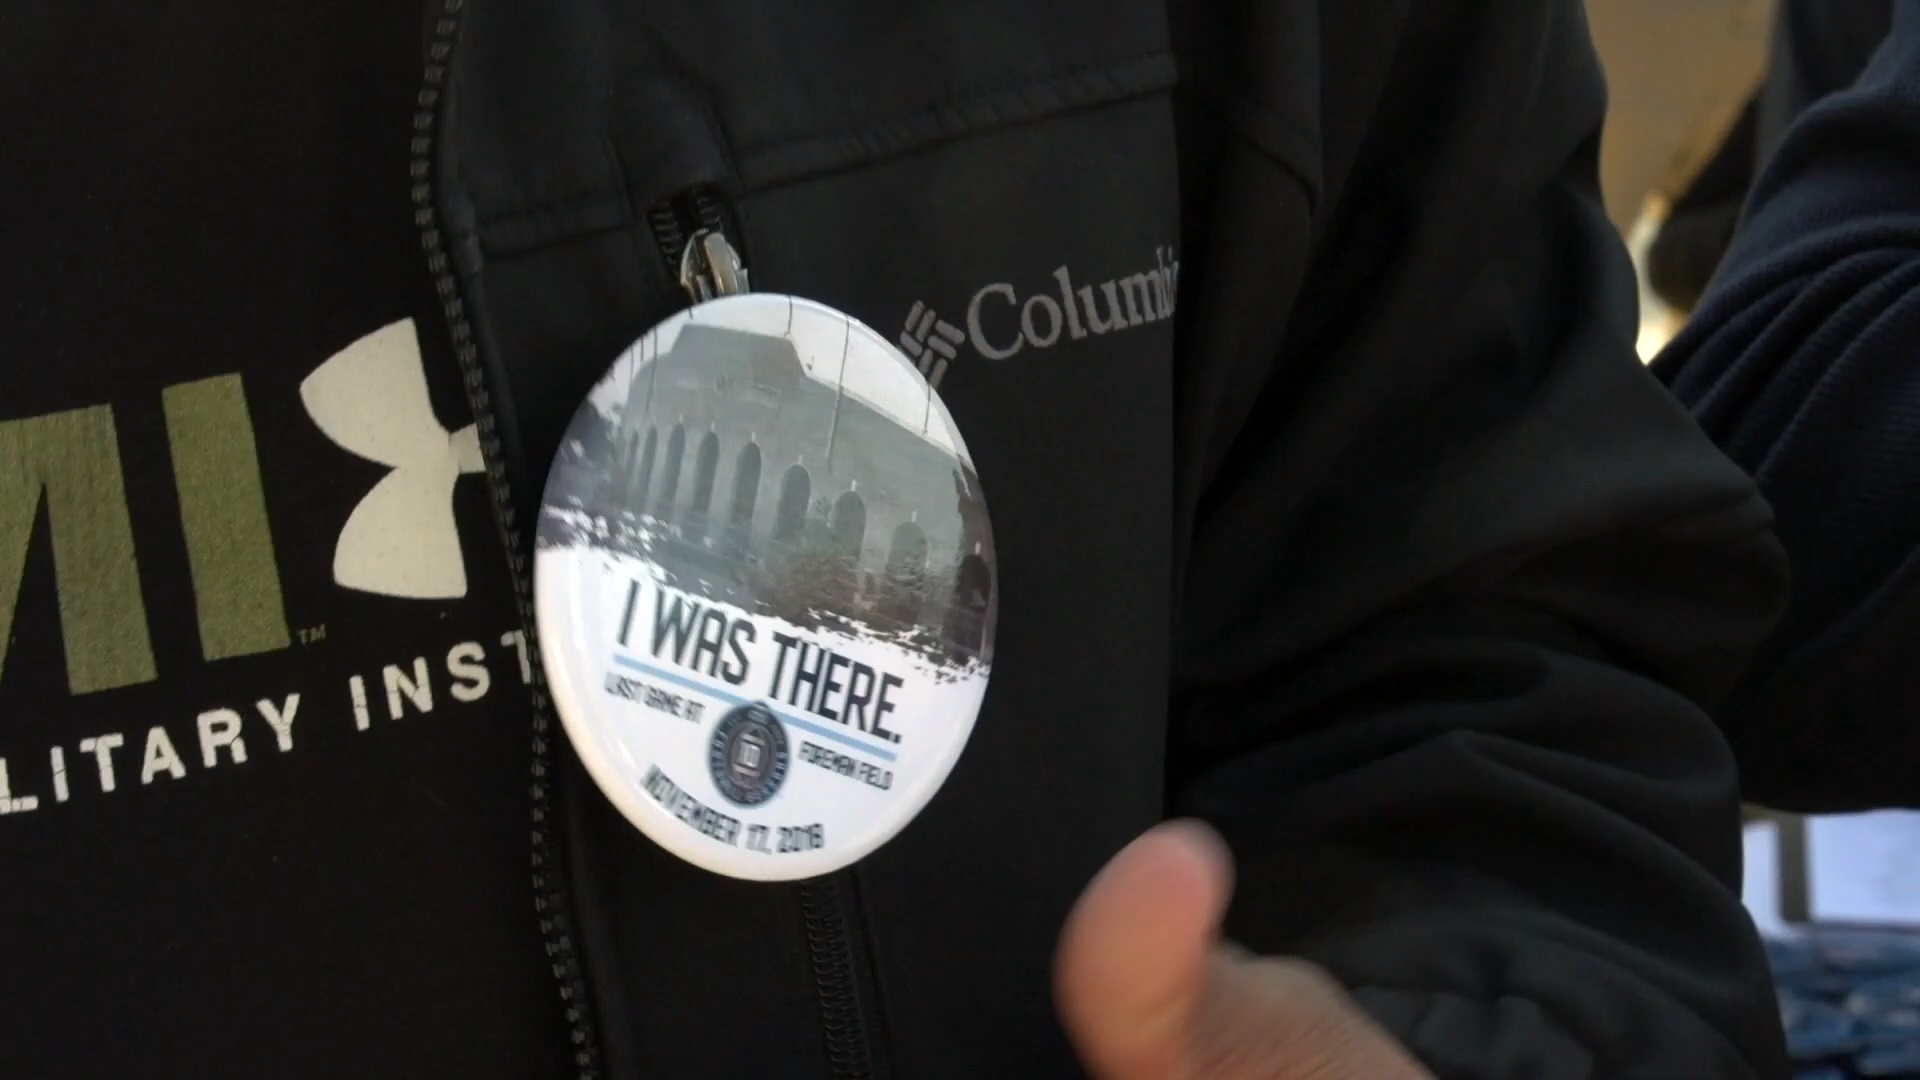 MI
™
LITARY INST
Columbi
I WAS THERE.
LAST GAME AT
FOREMAN FIELD
NOVEMBER 17, 2018